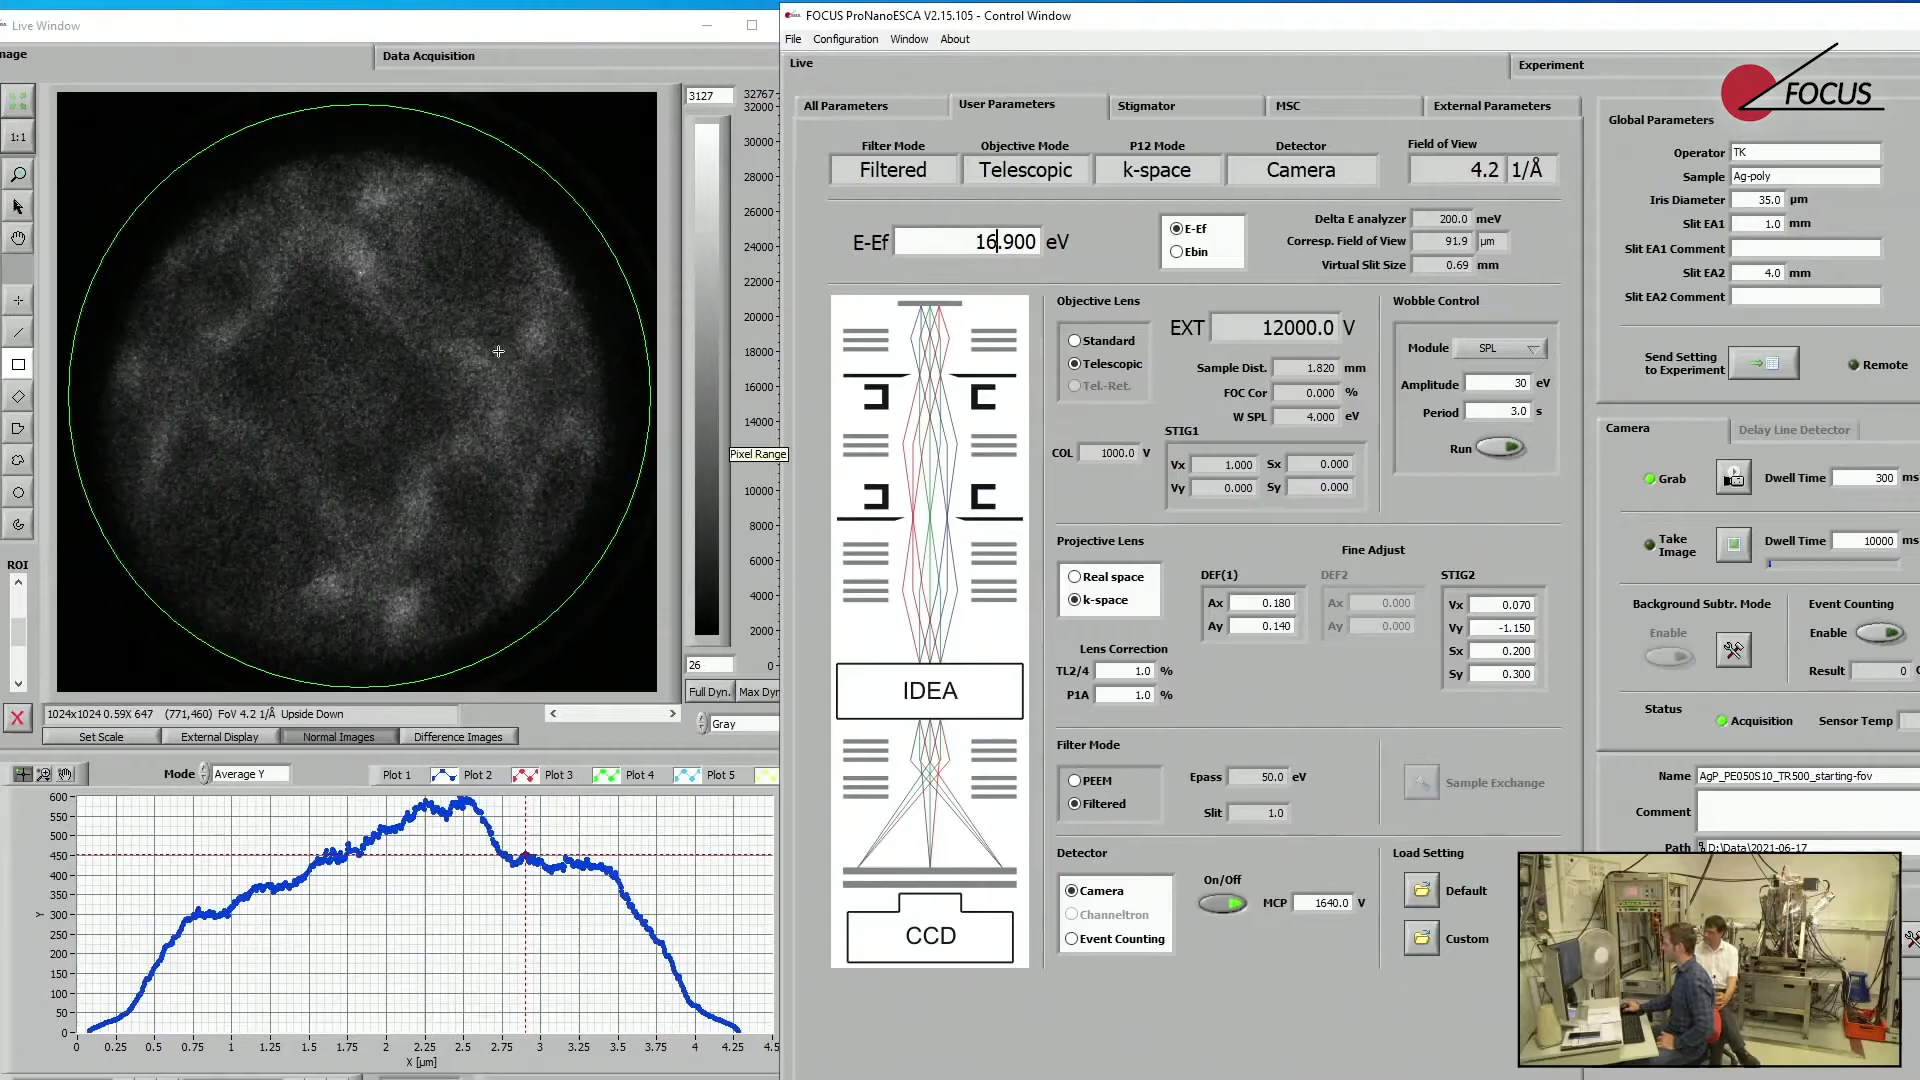 Live Window
mage
Data Acquisition
1:1
ROI
3127
32767
32000
30000
28000
26000
24000
22000
20000
18000
16000
14000
Pixel Range
10000
8000
6000
4000
2000
0
26
Full Dyn.
Max Dyn
Gray
1024x1024 0.59X 647 (771,460) FoV 4.2 1/Å Upside Down
Set Scale
External Display
Normal Images
Difference Images
Mode
Average Y
Plot 1
Plot 2
Plot 3
Plot 4
Plot 5
600
550
500
450
400
350
300
250
200
150
100
50
0
Y
0 0.25 0.5 0.75 1 1.25 1.5 1.75 2 2.25 2.5 2.75 3 3.25 3.5 3.75 4 4.25 4.5
X [µm]
FOCUS ProNanoESCA V2.15.105 - Control Window
File Configuration Window About
Live
Experiment
All Parameters
User Parameters
Stigmator
MSC
External Parameters
Filter Mode
Filtered
Objective Mode
Telescopic
P12 Mode
k-space
Detector
Camera
Field of View
4.2 1/Å
E-Ef 16.900 eV
E-Ef
Ebin
Delta E analyzer 200.0 meV
Corresp. Field of View 91.9 µm
Virtual Slit Size 0.69 mm
IDEA
CCD
Objective Lens
Standard
Telescopic
Tel.-Ret.
EXT 12000.0 V
Sample Dist. 1.820 mm
FOC Cor 0.000 %
W SPL 4.000 eV
COL 1000.0 V
STIG1
Vx 1.000 Sx 0.000
Vy 0.000 Sy 0.000
Wobble Control
Module SPL
Amplitude 30 eV
Period 3.0 s
Run
Projective Lens
Real space
k-space
Lens Correction
TL2/4 1.0 %
P1A 1.0 %
Fine Adjust
DEF(1)
Ax 0.180
Ay 0.140
DEF2
Ax 0.000
Ay 0.000
STIG2
Vx 0.070
Vy -1.150
Sx 0.200
Sy 0.300
Filter Mode
PEEM
Filtered
Epass 50.0 eV
Slit 1.0
Sample Exchange
Detector
Camera
Channeltron
Event Counting
On/Off
MCP 1640.0 V
Load Setting
Default
Custom
FOCUS
Global Parameters
Operator TK
Sample Ag-poly
Iris Diameter 35.0 µm
Slit EA1 1.0 mm
Slit EA1 Comment
Slit EA2 4.0 mm
Slit EA2 Comment
Send Setting
to Experiment
Remote
Camera
Delay Line Detector
Grab
Dwell Time 300 ms
Take
Image
Dwell Time 10000 ms
Background Subtr. Mode
Enable
Event Counting
Enable
Result 0
Status
Acquisition
Sensor Temp
Name AgP_PE050S10_TR500_starting-fov
Comment
Path D:\Data\2021-06-17